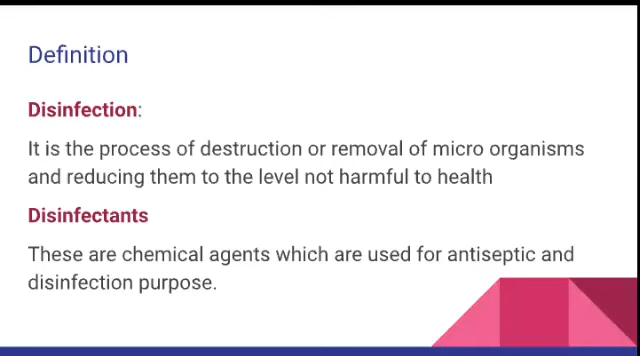 Definition
Disinfection:
It is the process of destruction or removal of micro organisms
and reducing them to the level not harmful to health
Disinfectants
These are chemical agents which are used for antiseptic and
disinfection purpose.